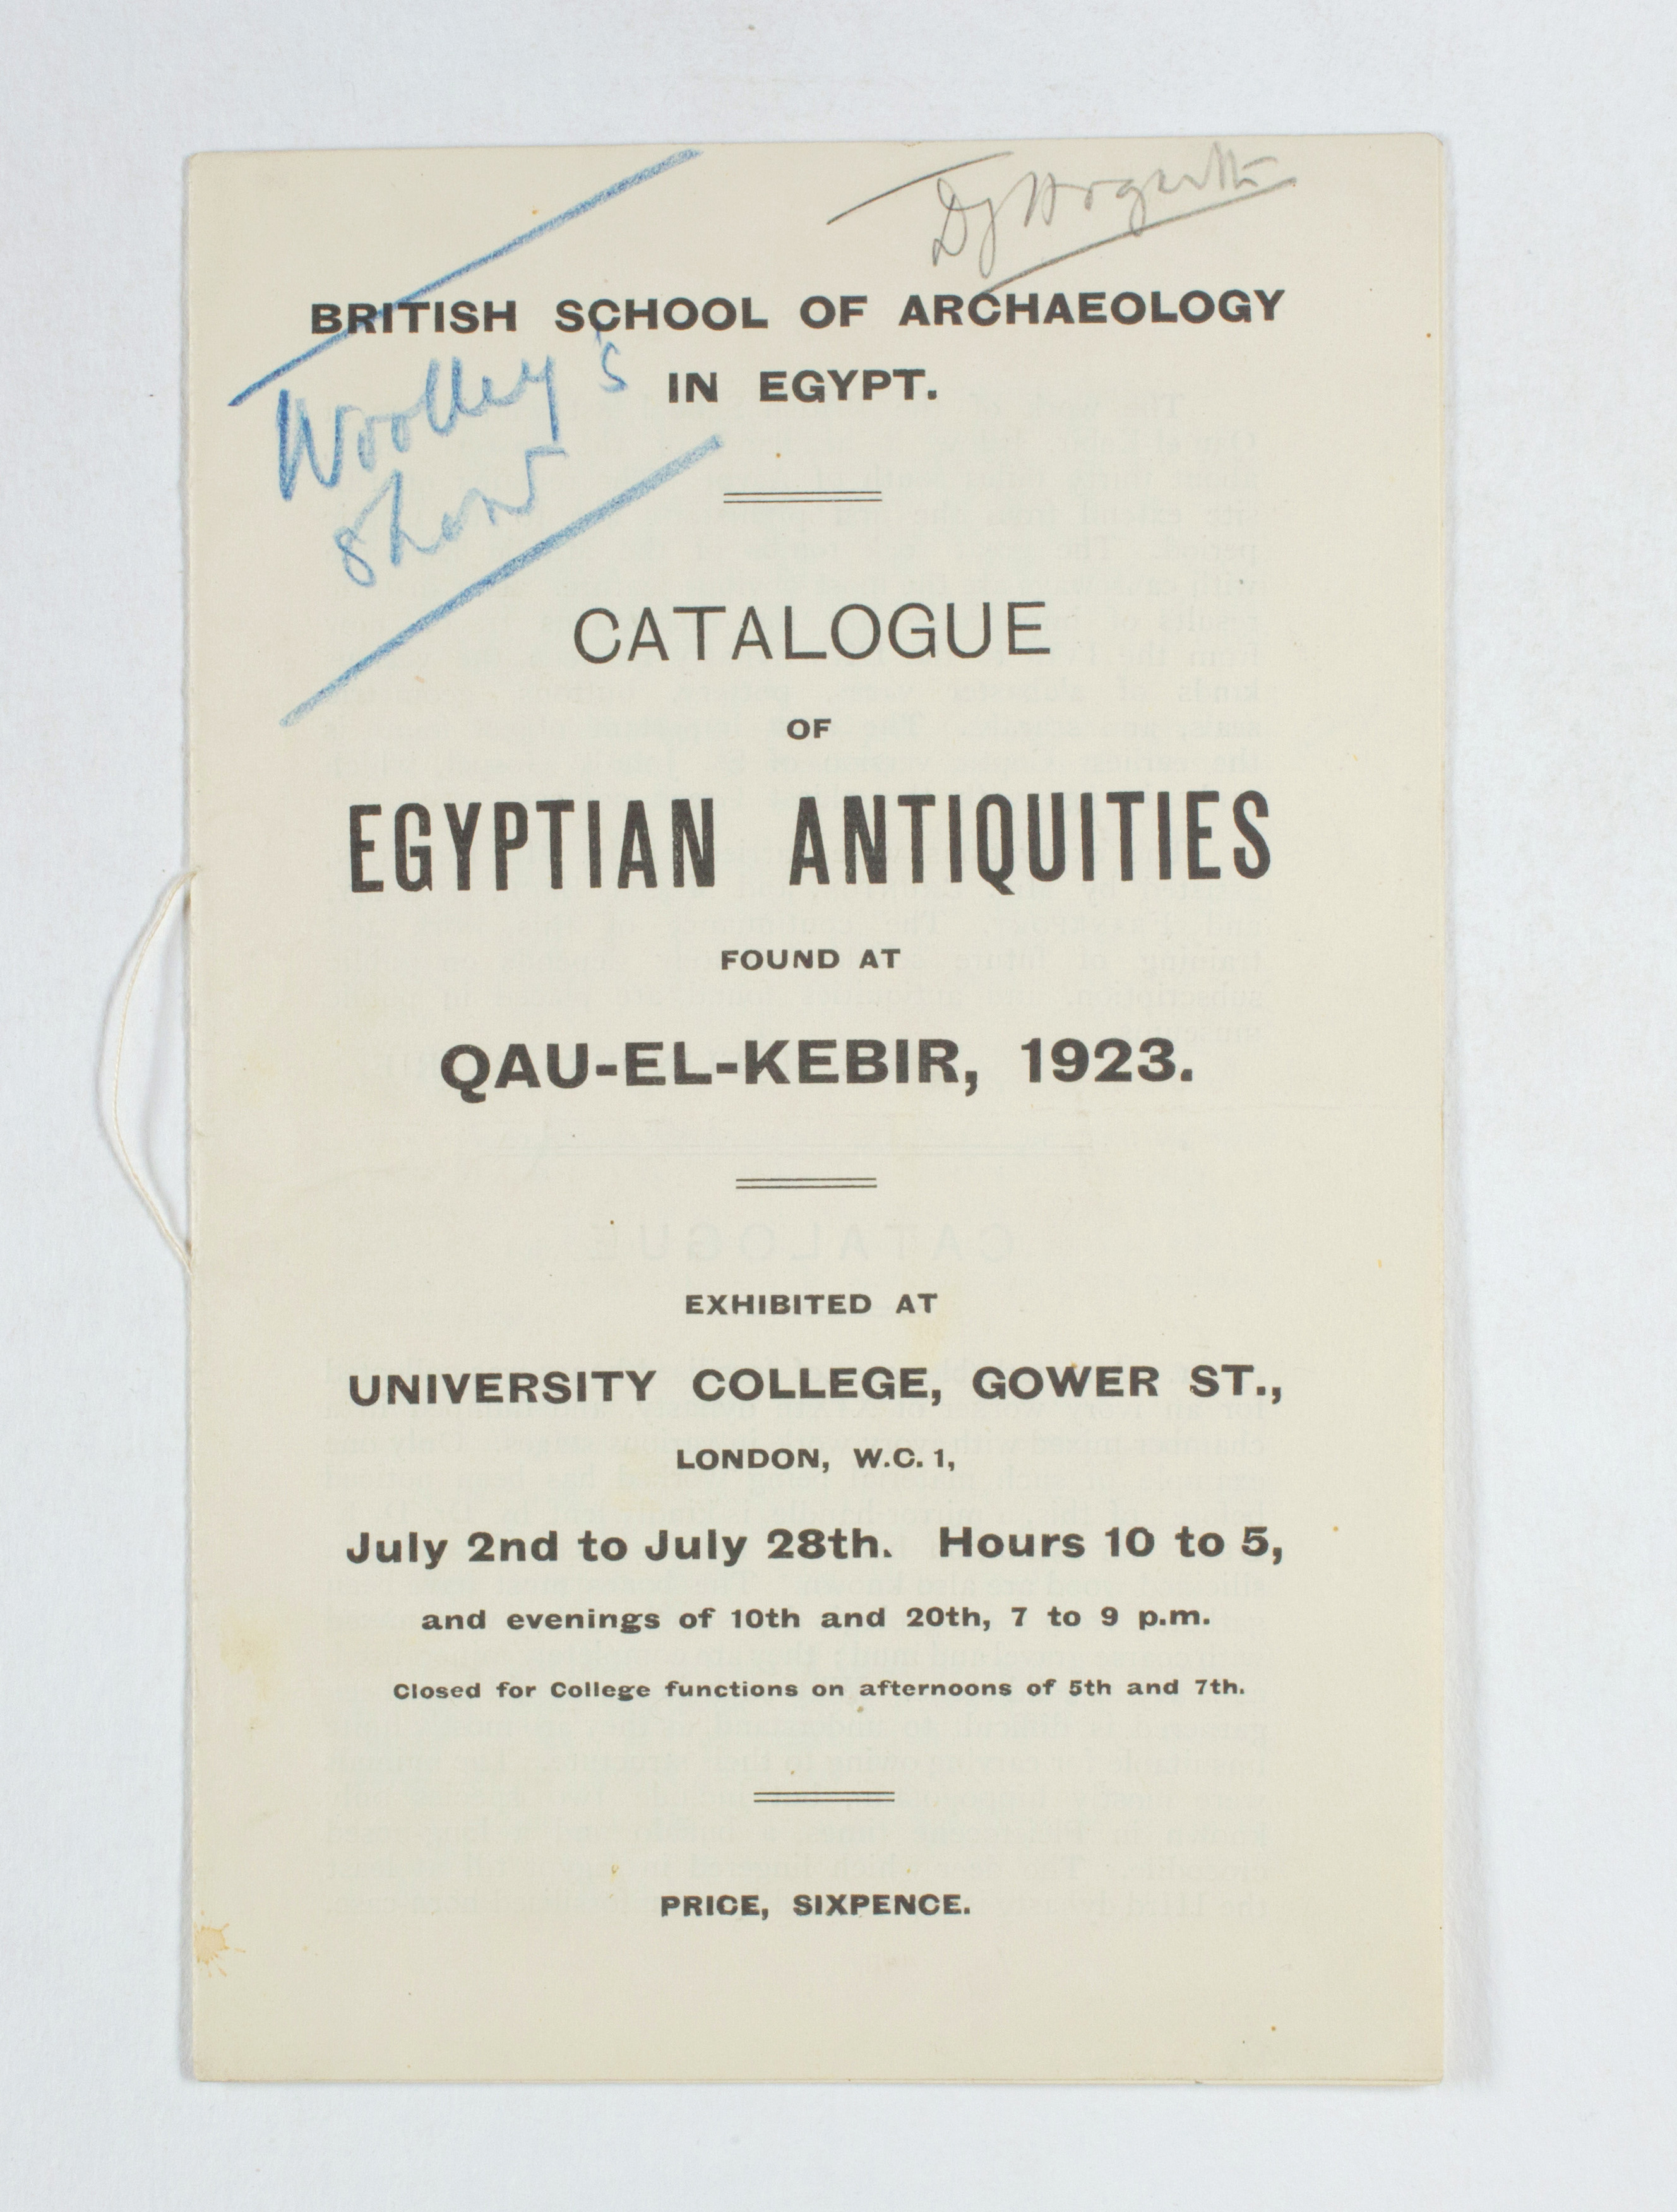 DJ Hogarth
BRITISH SCHOOL OF ARCHAEOLOGY
IN EGYPT.
Woolley's
show
CATALOGUE
OF
EGYPTIAN ANTIQUITIES
FOUND AT
QAU-EL-KEBIR, 1923.
EXHIBITED AT
UNIVERSITY COLLEGE, GOWER ST.,
LONDON, W.C. 1,
July 2nd to July 28th. Hours 10 to 5,
and evenings of 10th and 20th, 7 to 9 p.m.
Closed for College functions on afternoons of 5th and 7th.
PRICE, SIXPENCE.